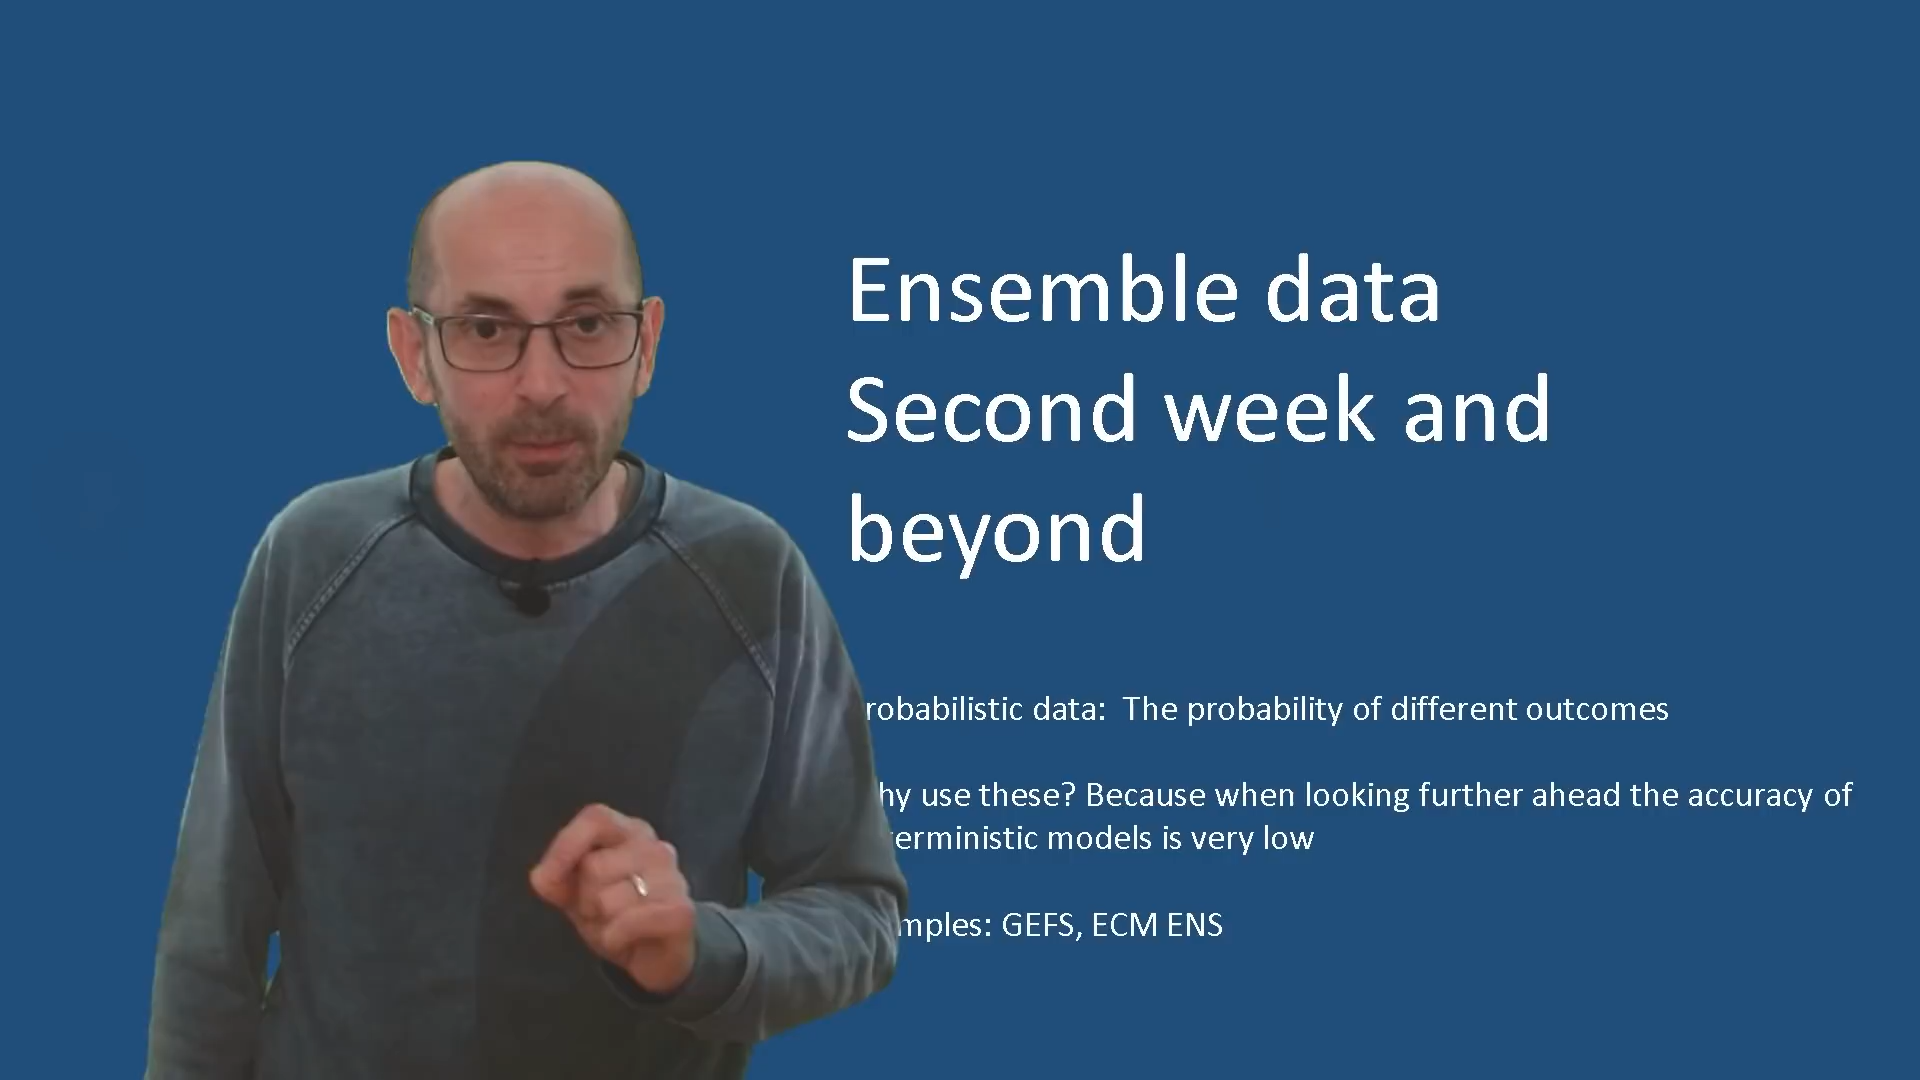 Ensemble data
Second week and
beyond
robabilistic data:  The probability of different outcomes
hy use these? Because when looking further ahead the accuracy of
erministic models is very low
mples: GEFS, ECM ENS